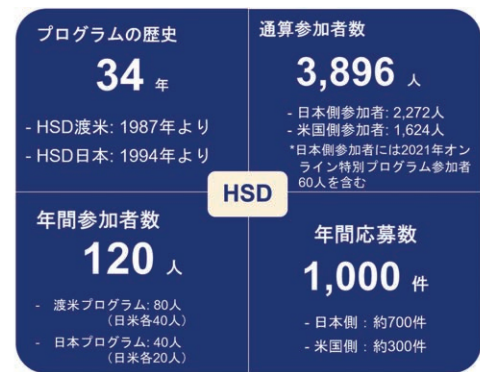 プログラムの歴史
34 年
- HSD渡米: 1987年より
- HSD日本: 1994年より
通算参加者数
3,896 人
- 日本側参加者: 2,272人
- 米国側参加者: 1,624人
*日本側参加者には2021年オン
ライン特別プログラム参加者
60人を含む
HSD
年間参加者数
120 人
- 渡米プログラム: 80人
（日米各40人）
- 日本プログラム: 40人
（日米各20人）
年間応募数
1,000 件
- 日本側：約700件
- 米国側：約300件